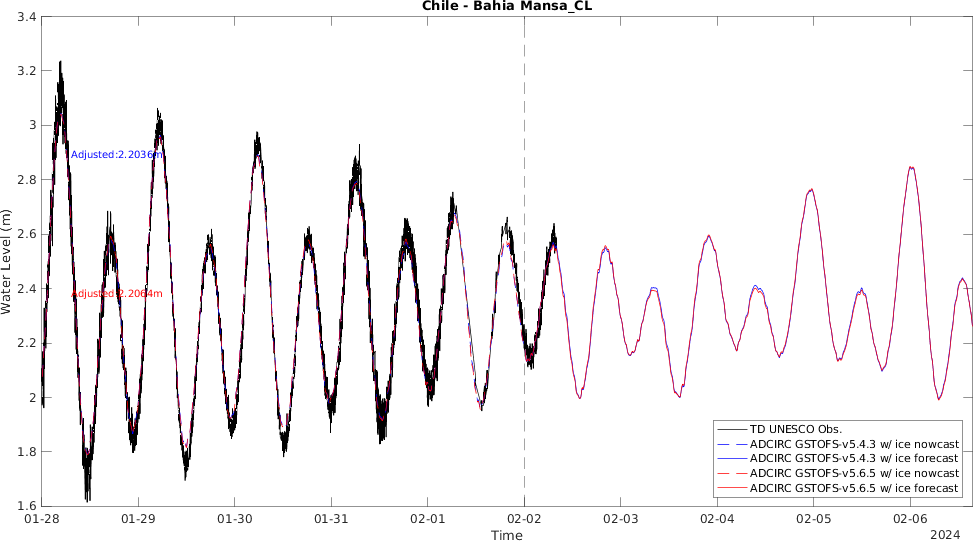 Chile - Bahia Mansa_CL
3.4
3.2
3
2.8
2.6
2.4
2.2
2
1.8
1.6
Water Level (m)
Adjusted:2.2036m
Adjusted:2.2064m
TD UNESCO Obs.
ADCIRC GSTOFS-v5.4.3 w/ ice nowcast
ADCIRC GSTOFS-v5.4.3 w/ ice forecast
ADCIRC GSTOFS-v5.6.5 w/ ice nowcast
ADCIRC GSTOFS-v5.6.5 w/ ice forecast
01-28 01-29 01-30 01-31 02-01 02-02 02-03 02-04 02-05 02-06
Time
2024